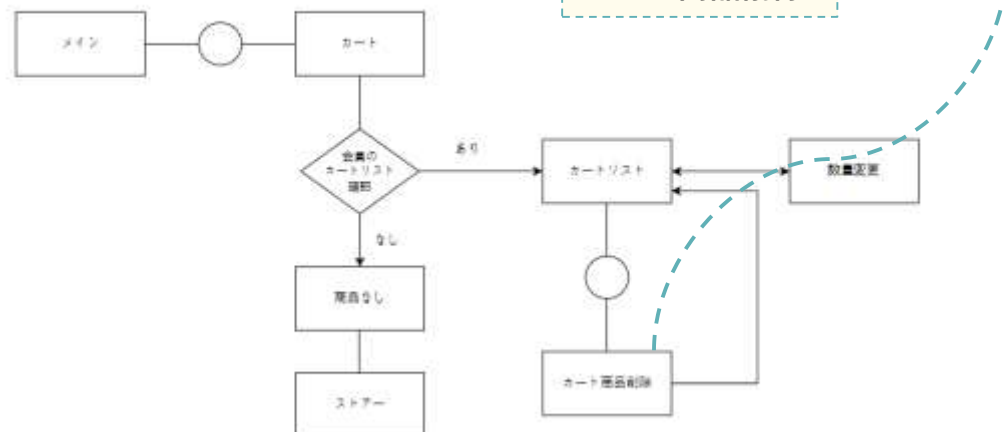 メイン
カート
会員の
カートリスト
確認
あり
カートリスト
数量変更
なし
商品なし
カート商品削除
ストアー